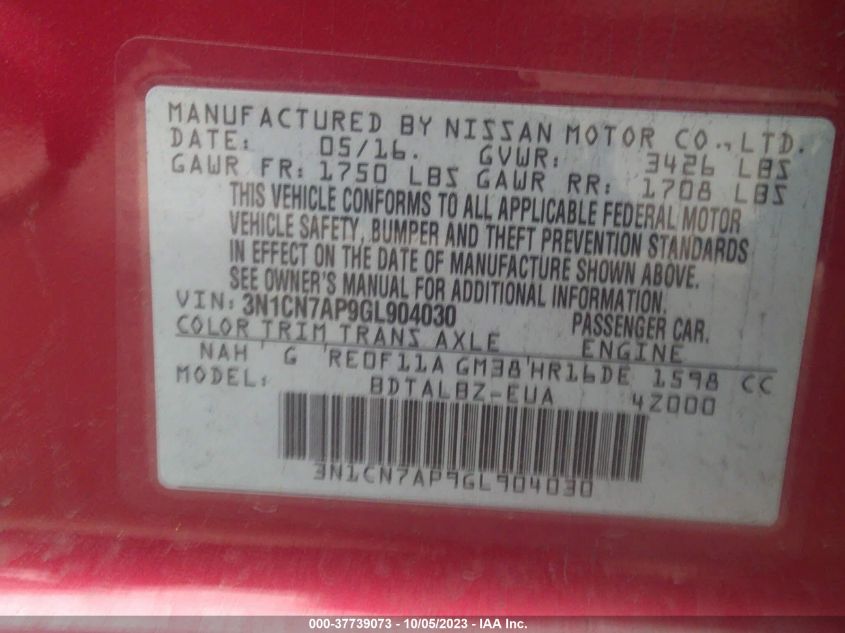 MANUFACTURED BY NISSAN MOTOR CO., LTD.
DATE: 05/16. GVWR: 3426 LBS
GAWR FR: 1750 LBS GAWR RR: 1708 LBS
THIS VEHICLE CONFORMS TO ALL APPLICABLE FEDERAL MOTOR
VEHICLE SAFETY, BUMPER AND THEFT PREVENTION STANDARDS
IN EFFECT ON THE DATE OF MANUFACTURE SHOWN ABOVE.
SEE OWNER'S MANUAL FOR ADDITIONAL INFORMATION.
VIN: 3N1CN7AP9GL904030 PASSENGER CAR.
COLOR TRIM TRANS AXLE ENGINE
NAH ' G 'RE0F11A GM38'HR16DE 1598 CC
MODEL: BDTALBZ-EUA 4Z000
3N1CN7AP9GL904030
000-37739073 - 10/05/2023 - IAA Inc.